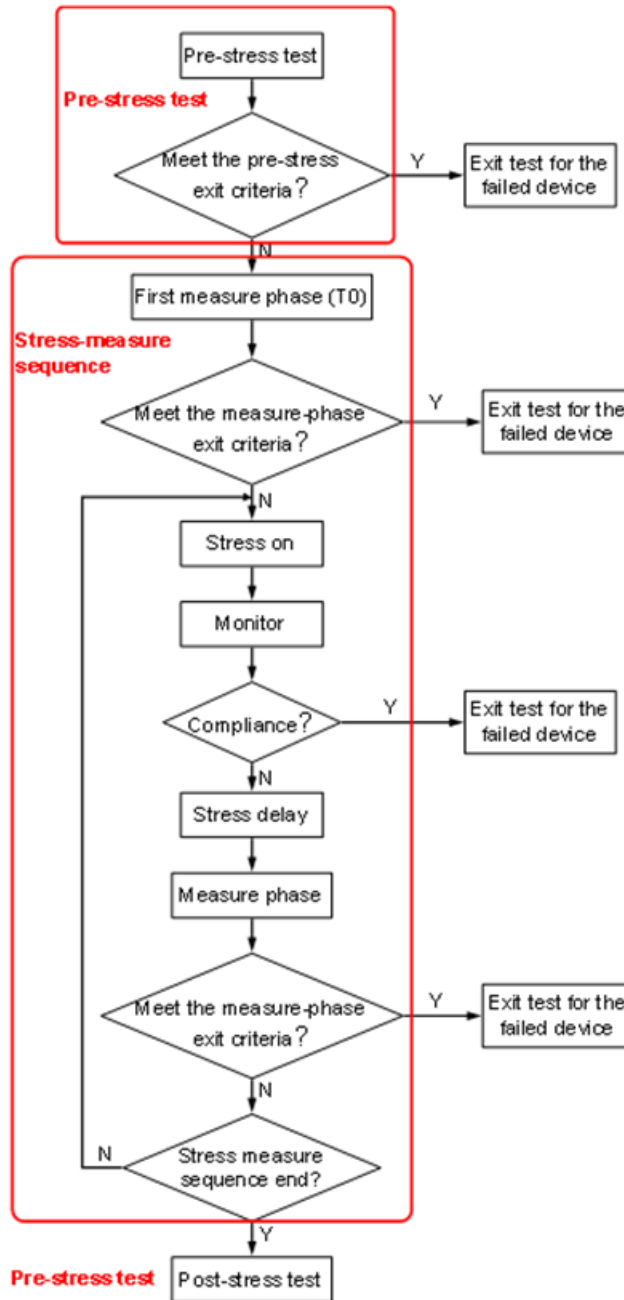 Pre-stress test
Pre-stress test
Meet the pre-stress
exit criteria?
Y
Exit test for the
failed device
N
First measure phase (T0)
Stress-measure
sequence
Meet the measure-phase
exit criteria?
Y
Exit test for the
failed device
N
Stress on
Monitor
Compliance?
Y
Exit test for the
failed device
N
Stress delay
Measure phase
Meet the measure-phase
exit criteria?
Y
Exit test for the
failed device
N
N
Stress measure
sequence end?
Y
Pre-stress test
Post-stress test